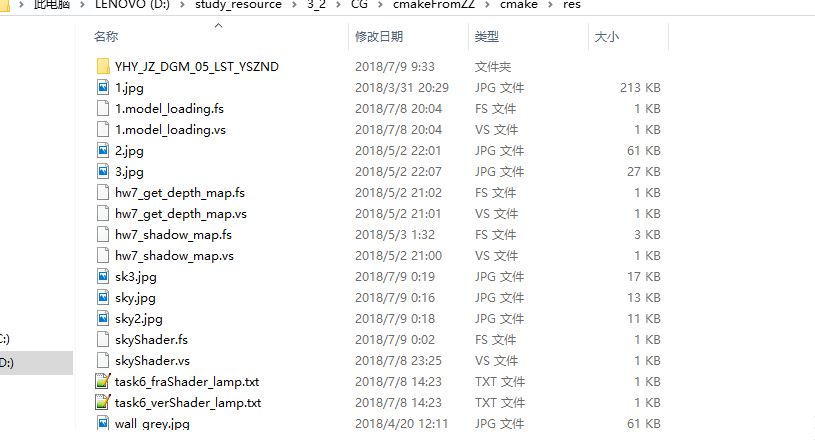 此电脑 > LENOVO (D:) > study_resource > 3_2 > CG > cmakeFromZZ > cmake > res
名称 修改日期 类型 大小
YHY_JZ_DGM_05_LST_YSZND 2018/7/9 9:33 文件夹
1.jpg 2018/3/31 20:29 JPG 文件 213 KB
1.model_loading.fs 2018/7/8 20:04 FS 文件 1 KB
1.model_loading.vs 2018/7/8 20:04 VS 文件 1 KB
2.jpg 2018/5/2 22:01 JPG 文件 61 KB
3.jpg 2018/5/2 22:07 JPG 文件 27 KB
hw7_get_depth_map.fs 2018/5/2 21:02 FS 文件 1 KB
hw7_get_depth_map.vs 2018/5/2 21:01 VS 文件 1 KB
hw7_shadow_map.fs 2018/5/3 1:32 FS 文件 3 KB
hw7_shadow_map.vs 2018/5/2 21:00 VS 文件 1 KB
sk3.jpg 2018/7/9 0:19 JPG 文件 17 KB
sky.jpg 2018/7/9 0:16 JPG 文件 13 KB
sky2.jpg 2018/7/9 0:18 JPG 文件 11 KB
skyShader.fs 2018/7/9 0:02 FS 文件 1 KB
skyShader.vs 2018/7/8 23:25 VS 文件 1 KB
task6_fraShader_lamp.txt 2018/7/8 14:23 TXT 文件 1 KB
task6_verShader_lamp.txt 2018/7/8 14:23 TXT 文件 1 KB
wall_grey.jpg 2018/4/20 12:11 JPG 文件 61 KB
C:)
D:)